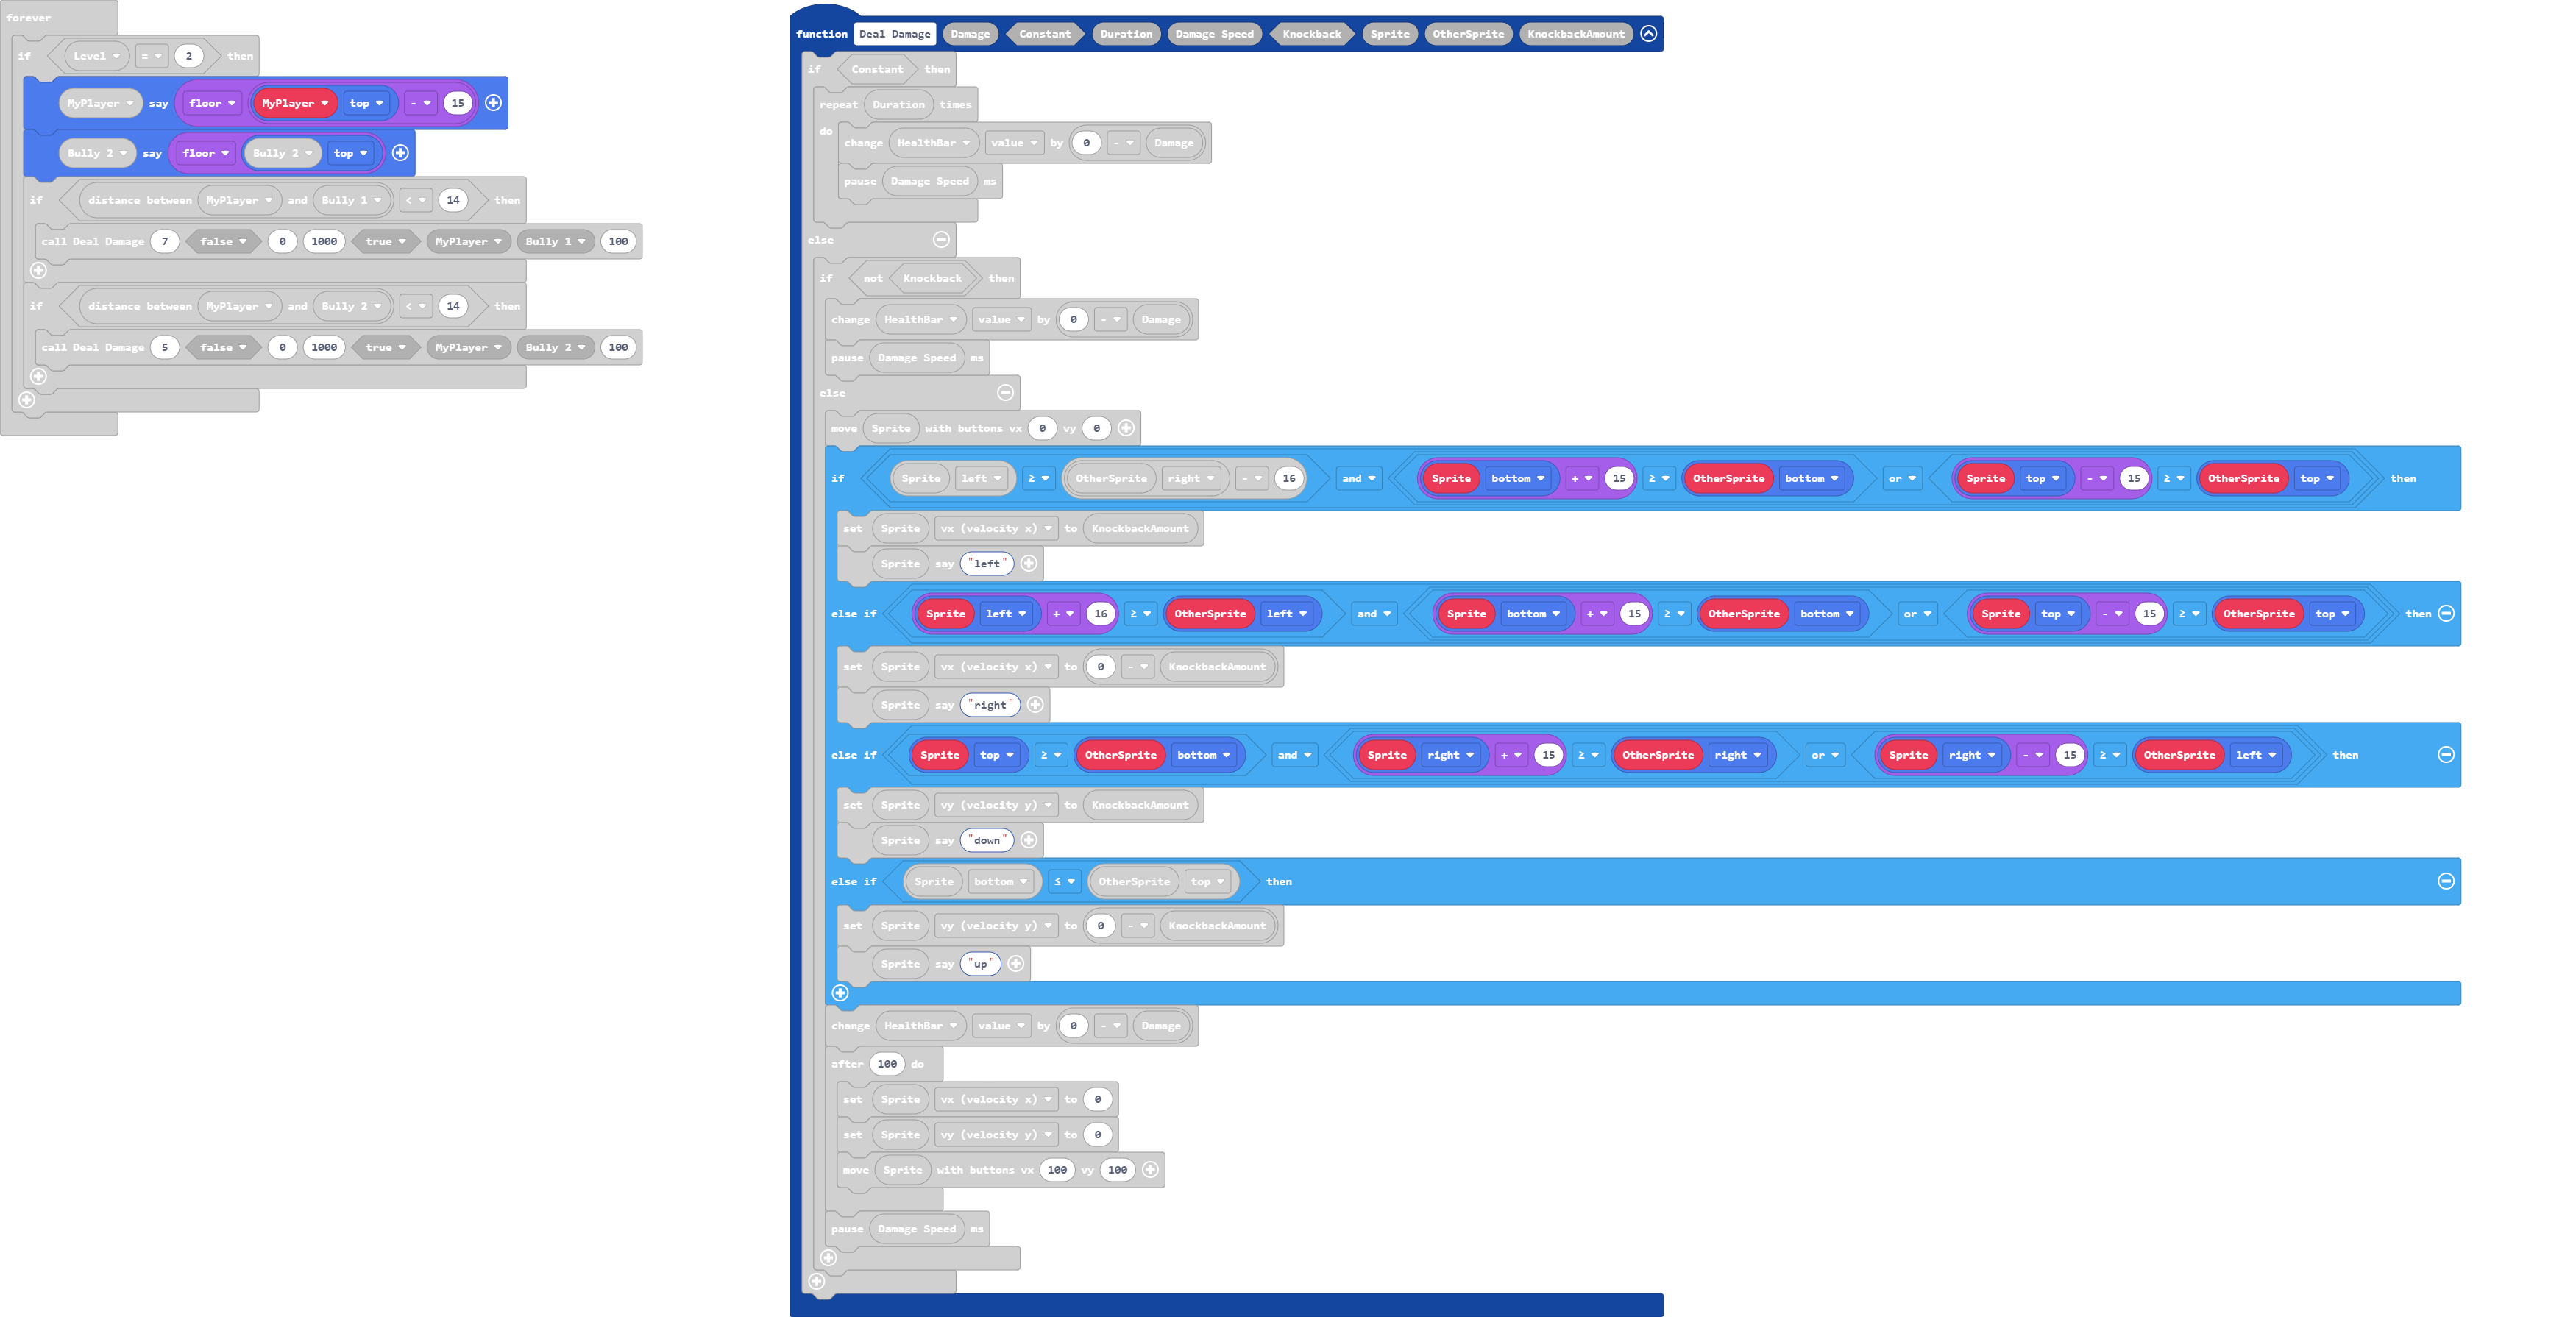 forever
if Level = 2 then
MyPlayer say floor MyPlayer top - 15
Bully 2 say floor Bully 2 top
if distance between MyPlayer and Bully 1 < 14 then
call Deal Damage 7 false 0 1000 true MyPlayer Bully 1 100
if distance between MyPlayer and Bully 2 < 14 then
call Deal Damage 5 false 0 1000 true MyPlayer Bully 2 100
function Deal Damage Damage Constant Duration Damage Speed Knockback Sprite OtherSprite KnockbackAmount
if Constant then
repeat Duration times
do
change HealthBar value by 0 - Damage
pause Damage Speed ms
else
if not Knockback then
change HealthBar value by 0 - Damage
pause Damage Speed ms
else
move Sprite with buttons vx 0 vy 0
if Sprite left ≥ OtherSprite right - 16 and Sprite bottom + 15 ≥ OtherSprite bottom or Sprite top - 15 ≥ OtherSprite top then
set Sprite vx (velocity x) to KnockbackAmount
Sprite say "left"
else if Sprite left + 16 ≥ OtherSprite left and Sprite bottom + 15 ≥ OtherSprite bottom or Sprite top - 15 ≥ OtherSprite top then
set Sprite vx (velocity x) to 0 - KnockbackAmount
Sprite say "right"
else if Sprite top ≥ OtherSprite bottom and Sprite right + 15 ≥ OtherSprite right or Sprite right - 15 ≥ OtherSprite left then
set Sprite vy (velocity y) to KnockbackAmount
Sprite say "down"
else if Sprite bottom ≤ OtherSprite top then
set Sprite vy (velocity y) to 0 - KnockbackAmount
Sprite say "up"
change HealthBar value by 0 - Damage
after 100 do
set Sprite vx (velocity x) to 0
set Sprite vy (velocity y) to 0
move Sprite with buttons vx 100 vy 100
pause Damage Speed ms